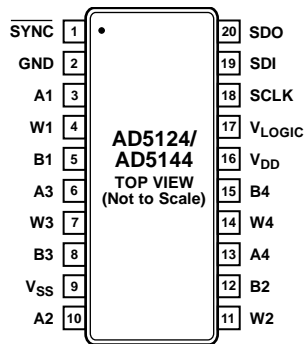 SYNC 1 20 SDO
GND 2 19 SDI
A1 3 18 SCLK
W1 4 17 VLOGIC
B1 5 16 VDD
A3 6 15 B4
W3 7 14 W4
B3 8 13 A4
VSS 9 12 B2
A2 10 11 W2
AD5124/
AD5144
TOP VIEW
(Not to Scale)